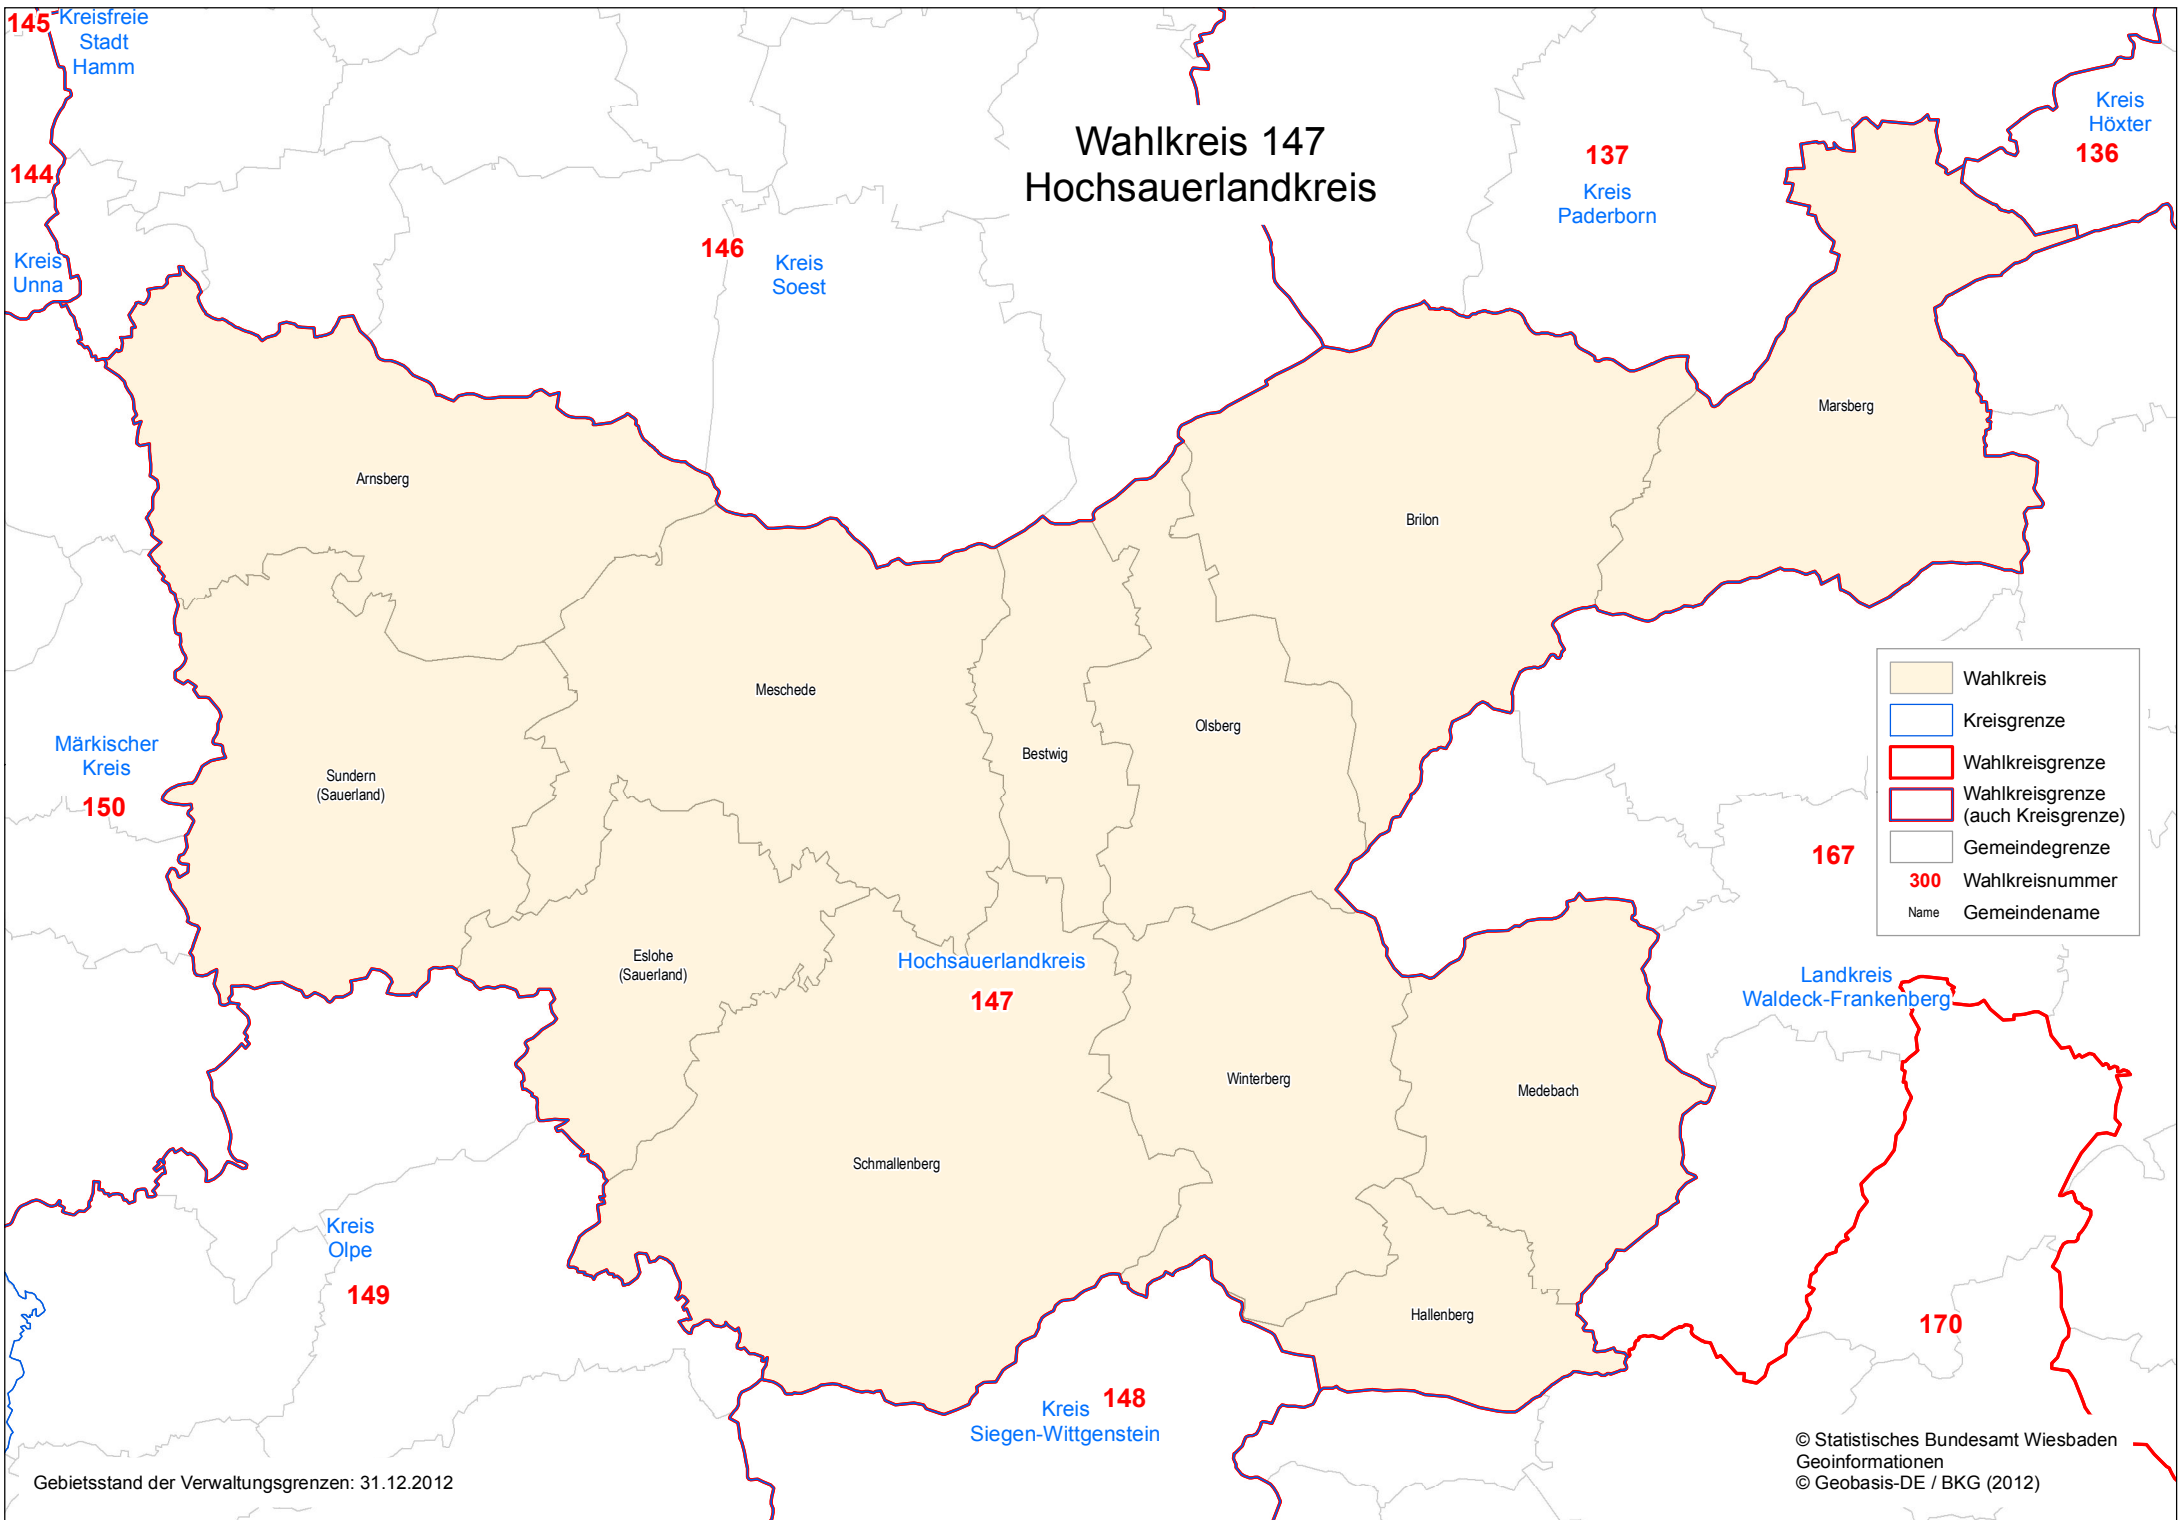 145
Kreisfreie
Stadt
Hamm
144
Kreis
Unna
146
Kreis
Soest
Wahlkreis 147
Hochsauerlandkreis
137
Kreis
Paderborn
Kreis
Höxter
136
Marsberg
Arnsberg
Brilon
Meschede
Olsberg
Bestwig
Märkischer
Kreis
150
Sundern
(Sauerland)
Wahlkreis
Kreisgrenze
Wahlkreisgrenze
Wahlkreisgrenze
(auch Kreisgrenze)
Gemeindegrenze
300 Wahlkreisnummer
Name Gemeindename
167
Eslohe
(Sauerland)
Hochsauerlandkreis
147
Landkreis
Waldeck-Frankenberg
Winterberg
Medebach
Schmallenberg
Kreis
Olpe
149
Hallenberg
170
Kreis
148
Siegen-Wittgenstein
Gebietsstand der Verwaltungsgrenzen: 31.12.2012
© Statistisches Bundesamt Wiesbaden
Geoinformationen
© Geobasis-DE / BKG (2012)